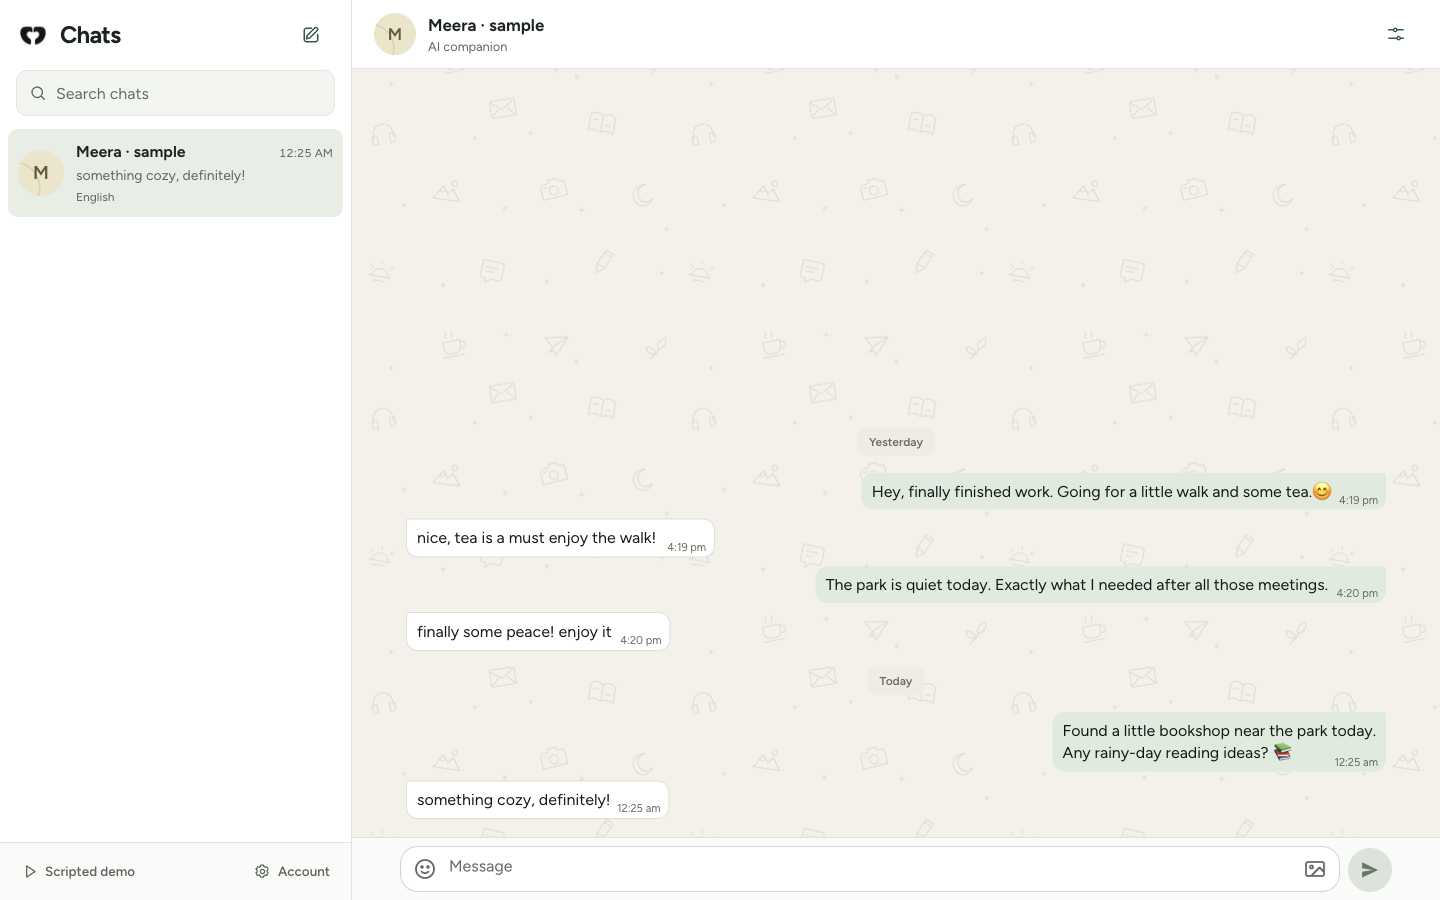 Chats
Search chats
M
Meera · sample
12:25 AM
something cozy, definitely!
English
Scripted demo
Account
M
Meera · sample
AI companion
Yesterday
Hey, finally finished work. Going for a little walk and some tea.😊 4:19 pm
nice, tea is a must enjoy the walk! 4:19 pm
The park is quiet today. Exactly what I needed after all those meetings. 4:20 pm
finally some peace! enjoy it 4:20 pm
Today
Found a little bookshop near the park today.
Any rainy-day reading ideas? 📚 12:25 am
something cozy, definitely! 12:25 am
Message